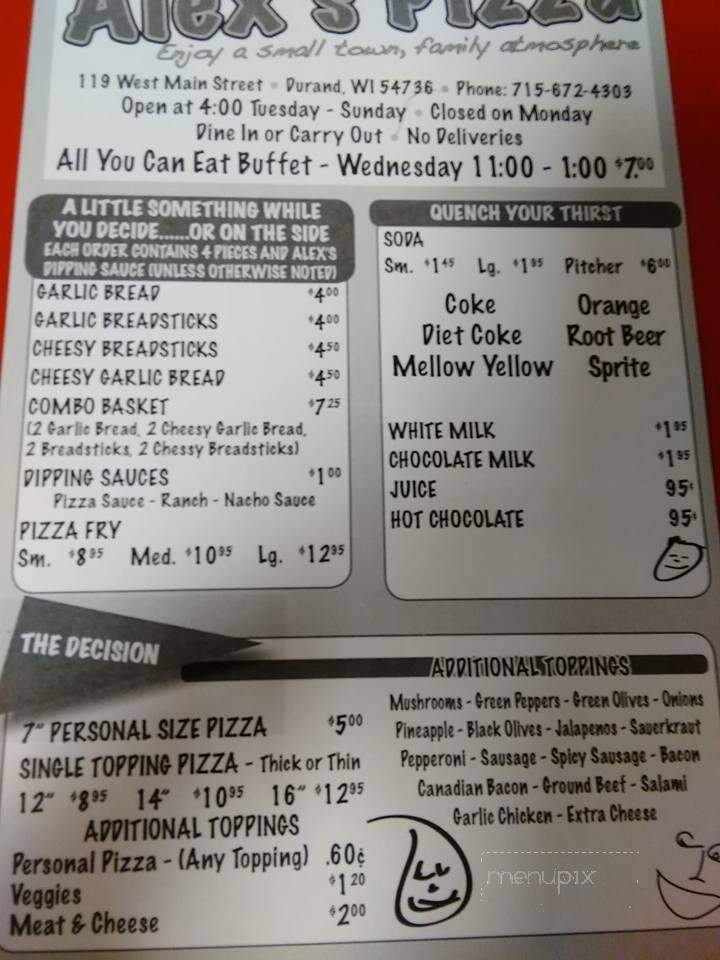 Alex's Pizza
Enjoy a small town, family atmosphere
119 West Main Street • Durand, WI 54736 • Phone: 715-672-4303
Open at 4:00 Tuesday - Sunday • Closed on Monday
Dine In or Carry Out • No Deliveries
All You Can Eat Buffet - Wednesday 11:00 - 1:00 $7.00
A LITTLE SOMETHING WHILE
YOU DECIDE......OR ON THE SIDE
EACH ORDER CONTAINS 4 PIECES AND ALEX'S
DIPPING SAUCE (UNLESS OTHERWISE NOTED)
GARLIC BREAD $4.00
GARLIC BREADSTICKS $4.00
CHEESY BREADSTICKS $4.50
CHEESY GARLIC BREAD $4.50
COMBO BASKET $7.25
(2 Garlic Bread, 2 Cheesy Garlic Bread,
2 Breadsticks, 2 Chessy Breadsticks)
DIPPING SAUCES $1.00
Pizza Sauce - Ranch - Nacho Sauce
PIZZA FRY
Sm. $8.95 Med. $10.95 Lg. $12.95
QUENCH YOUR THIRST
SODA
Sm. $1.45 Lg. $1.95 Pitcher $6.00
Coke Orange
Diet Coke Root Beer
Mellow Yellow Sprite
WHITE MILK $1.95
CHOCOLATE MILK $1.95
JUICE 95¢
HOT CHOCOLATE 95¢
THE DECISION
7" PERSONAL SIZE PIZZA $5.00
SINGLE TOPPING PIZZA - Thick or Thin
12" $8.95 14" $10.95 16" $12.95
ADDITIONAL TOPPINGS
Personal Pizza - (Any Topping) .60¢
Veggies $1.20
Meat & Cheese $2.00
ADDITIONAL TOPPINGS
Mushrooms - Green Peppers - Green Olives - Onions
Pineapple - Black Olives - Jalapenos - Sauerkraut
Pepperoni - Sausage - Spicy Sausage - Bacon
Canadian Bacon - Ground Beef - Salami
Garlic Chicken - Extra Cheese
menupix